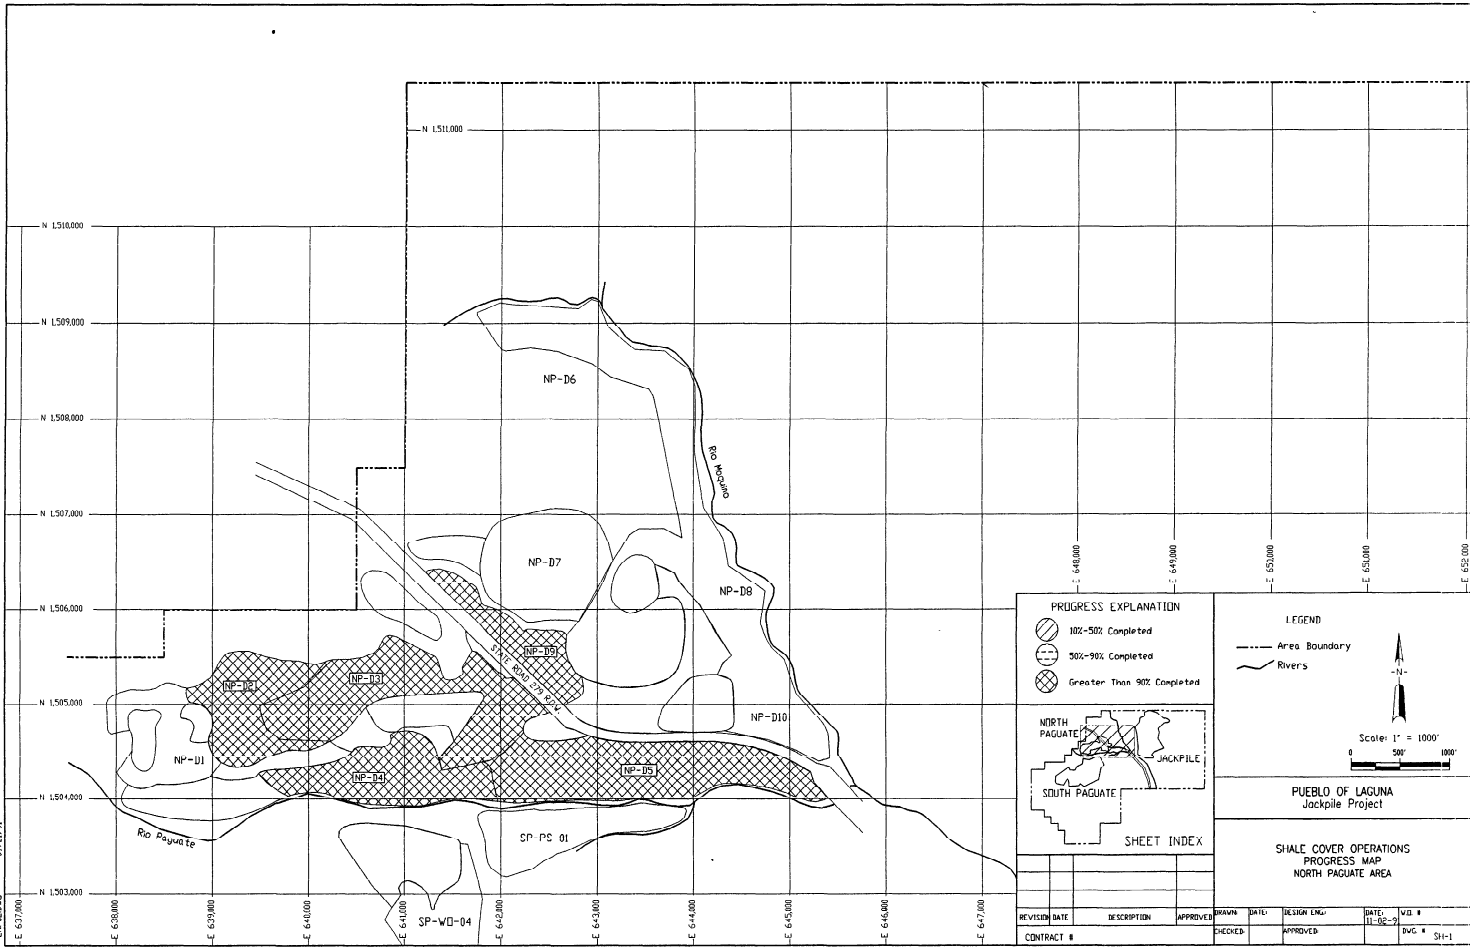 N 1,511,000
N 1,510,000
N 1,509,000
N 1,508,000
N 1,507,000
N 1,506,000
N 1,505,000
N 1,504,000
N 1,503,000
NP-D6
Rio Moquino
NP-D7
NP-D8
NP-D9
STATE ROAD 279 R.O.W.
NP-D2
NP-D3
NP-D10
NP-D1
NP-D4
NP-D5
Rio Paguate
SP-PS 01
SP-WD-04
E 637,000
E 638,000
E 639,000
E 640,000
E 641,000
E 642,000
E 643,000
E 644,000
E 645,000
E 646,000
E 647,000
E 648,000
E 649,000
E 651,000
E 652,000
PROGRESS EXPLANATION
10%-50% Completed
50%-90% Completed
Greater Than 90% Completed
LEGEND
Area Boundary
Rivers
-N-
Scale: 1" = 1000'
0 500' 1000'
NORTH
PAGUATE
JACKPILE
SOUTH PAGUATE
SHEET INDEX
PUEBLO OF LAGUNA
Jackpile Project
SHALE COVER OPERATIONS
PROGRESS MAP
NORTH PAGUATE AREA
REVISION DATE DESCRIPTION APPROVED
CONTRACT #
DRAWN: DATE: DESIGN ENG.: DATE: W.O. #
11-02-9
CHECKED: APPROVED: DWG. # SH-1